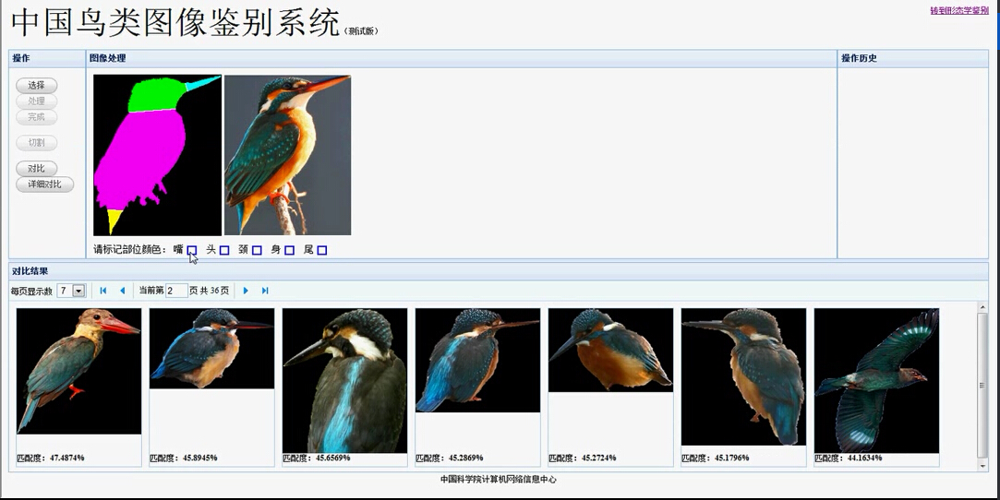 中国鸟类图像鉴别系统（测试版）
转到形态学鉴别
操作
图像处理
操作历史
选择
处理
完成
切割
对比
详细对比
请标记部位颜色： 嘴 头 颈 身 尾
对比结果
每页显示数 7 当前第 2 页 共 36 页
匹配度：47.4874% 匹配度：45.8945% 匹配度：45.6569% 匹配度：45.2869% 匹配度：45.2724% 匹配度：45.1796% 匹配度：44.1634%
中国科学院计算机网络信息中心